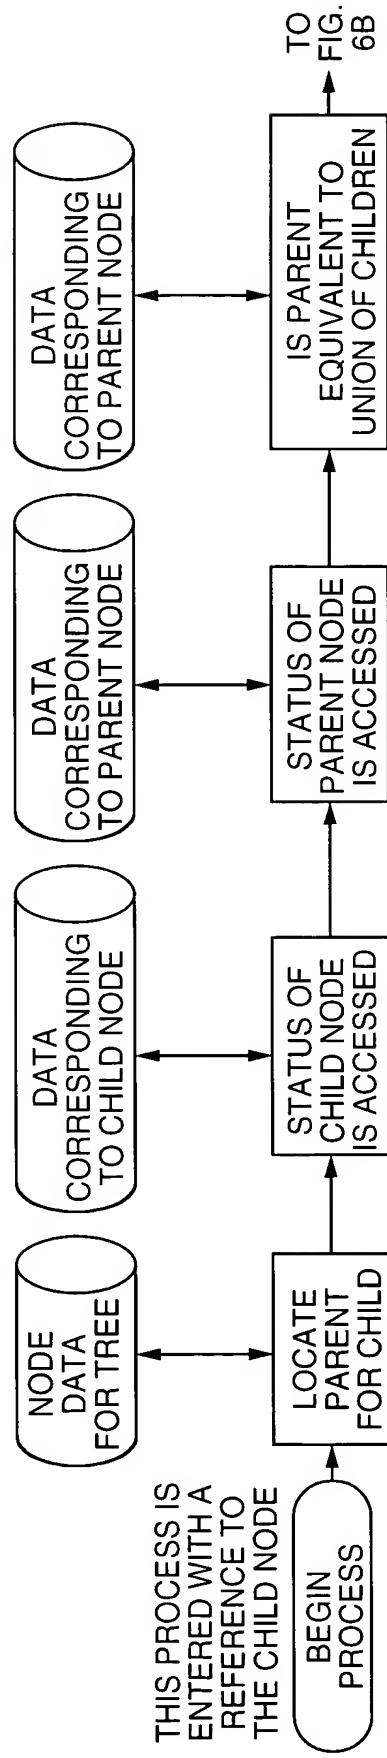 THIS PROCESS IS
ENTERED WITH A
REFERENCE TO
THE CHILD NODE
BEGIN
PROCESS
NODE
DATA
FOR TREE
LOCATE
PARENT
FOR CHILD
DATA
CORRESPONDING
TO CHILD NODE
STATUS OF
CHILD NODE
IS ACCESSED
DATA
CORRESPONDING
TO PARENT NODE
STATUS OF
PARENT NODE
IS ACCESSED
DATA
CORRESPONDING
TO PARENT NODE
IS PARENT
EQUIVALENT TO
UNION OF CHILDREN
TO
FIG.
6B